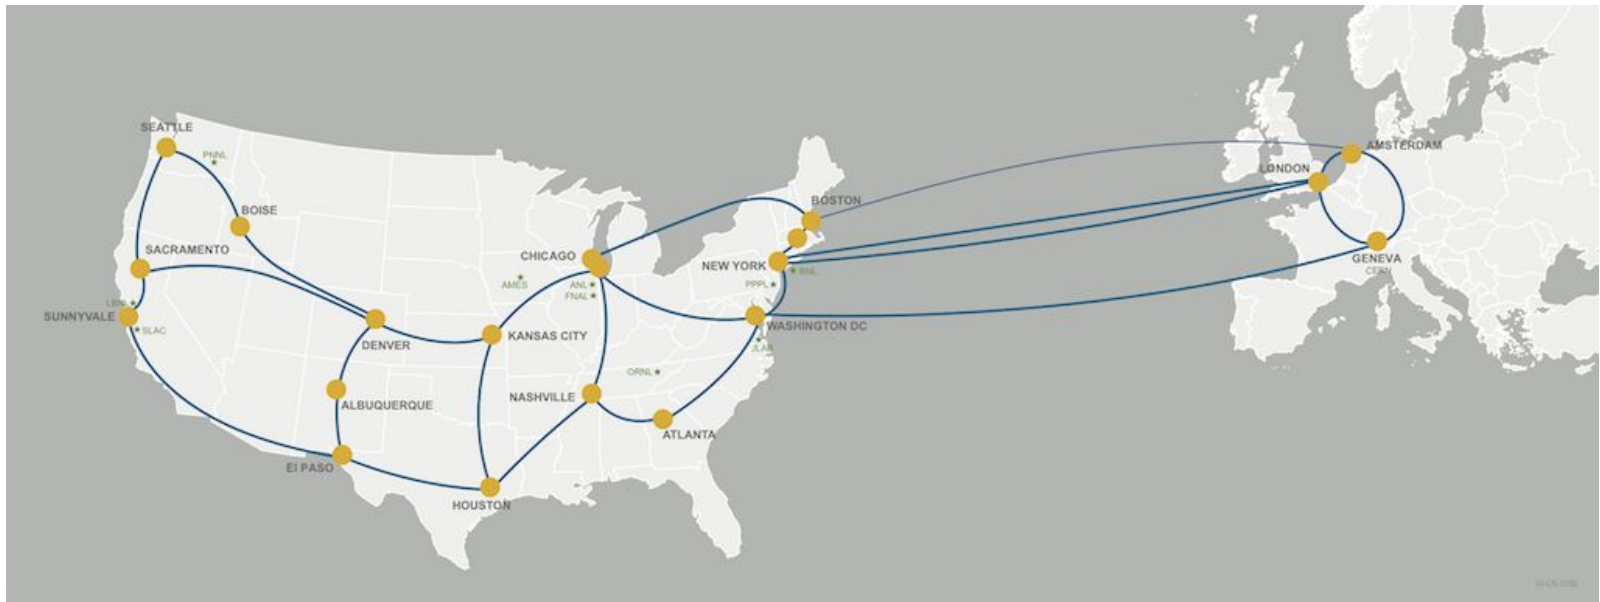 SEATTLE
PNNL
BOISE
SACRAMENTO
LBNL
SUNNYVALE
SLAC
DENVER
ALBUQUERQUE
El PASO
HOUSTON
KANSAS CITY
AMES
CHICAGO
ANL
FNAL
NASHVILLE
ORNL
ATLANTA
BOSTON
NEW YORK
BNL
PPPL
WASHINGTON DC
JLAB
AMSTERDAM
LONDON
GENEVA
CERN